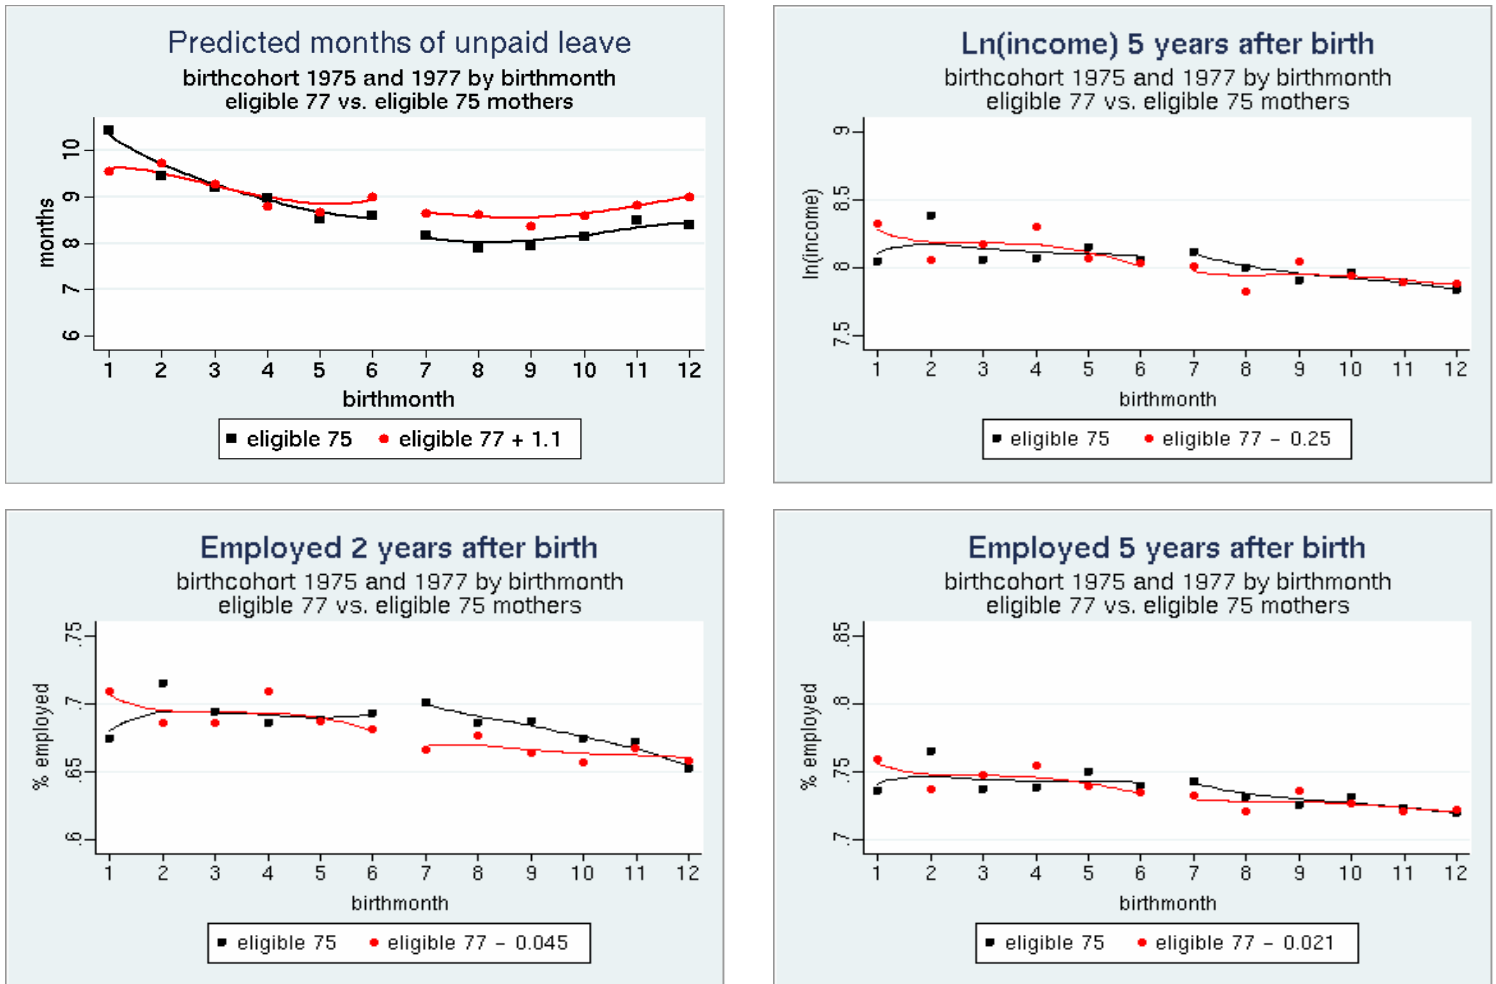 Predicted months of unpaid leave
birthcohort 1975 and 1977 by birthmonth
eligible 77 vs. eligible 75 mothers
months
10
9
8
7
6
1 2 3 4 5 6 7 8 9 10 11 12
birthmonth
eligible 75 eligible 77 + 1.1
Ln(income) 5 years after birth
birthcohort 1975 and 1977 by birthmonth
eligible 77 vs. eligible 75 mothers
ln(income)
9
8.5
8
7.5
1 2 3 4 5 6 7 8 9 10 11 12
birthmonth
eligible 75 eligible 77 - 0.25
Employed 2 years after birth
birthcohort 1975 and 1977 by birthmonth
eligible 77 vs. eligible 75 mothers
% employed
.75
.7
.65
.6
1 2 3 4 5 6 7 8 9 10 11 12
birthmonth
eligible 75 eligible 77 - 0.045
Employed 5 years after birth
birthcohort 1975 and 1977 by birthmonth
eligible 77 vs. eligible 75 mothers
% employed
.85
.8
.75
.7
1 2 3 4 5 6 7 8 9 10 11 12
birthmonth
eligible 75 eligible 77 - 0.021